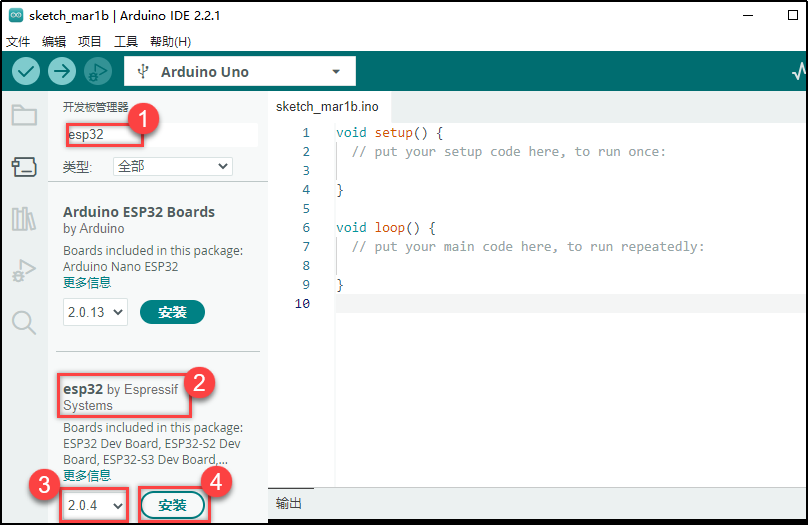 sketch_mar1b | Arduino IDE 2.2.1
文件 编辑 项目 工具 帮助(H)
Arduino Uno
开发板管理器
1
esp32
类型: 全部
Arduino ESP32 Boards
by Arduino
Boards included in this package:
Arduino Nano ESP32
更多信息
2.0.13 安装
esp32 by Espressif
Systems
2
Boards included in this package:
ESP32 Dev Board, ESP32-S2 Dev
Board, ESP32-S3 Dev Board,...
更多信息
3
2.0.4 安装
4
sketch_mar1b.ino
1 void setup() {
2 // put your setup code here, to run once:
3
4 }
5
6 void loop() {
7 // put your main code here, to run repeatedly:
8
9 }
10
输出